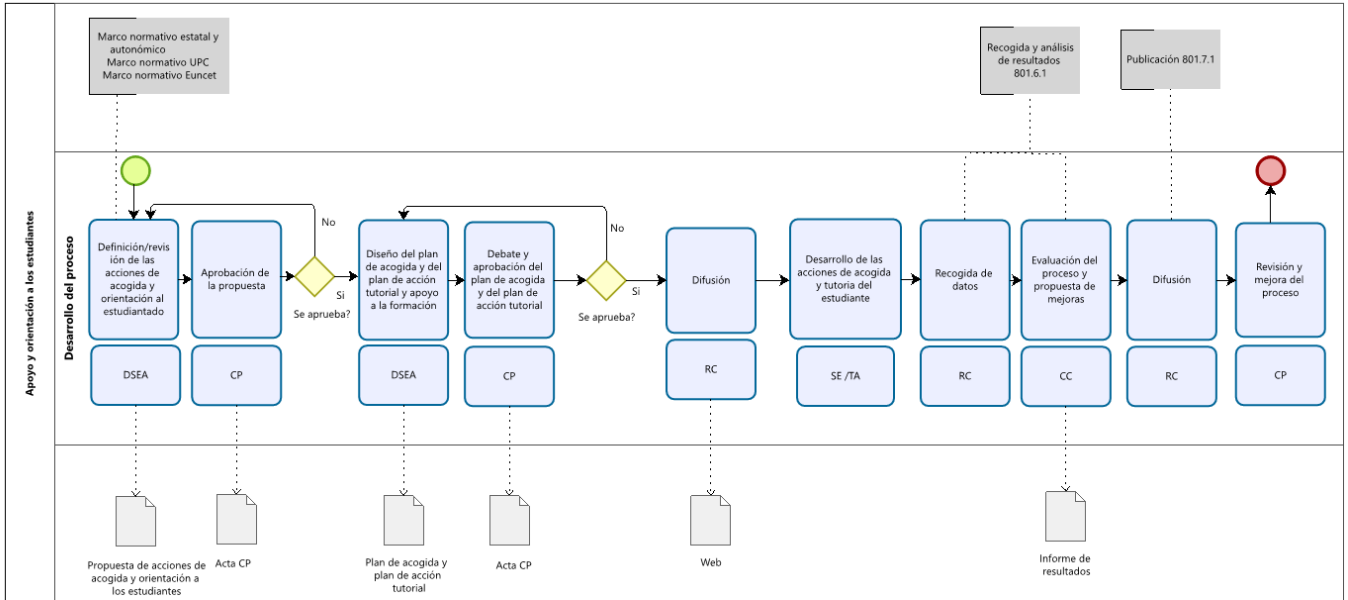 Apoyo y orientación a los estudiantes
Marco normativo estatal y
autonómico
Marco normativo UPC
Marco normativo Euncet
Recogida y análisis
de resultados
801.6.1
Publicación 801.7.1
Desarrollo del proceso
Definición/revis
ión de las
acciones de
acogida y
orientación al
estudiantado
DSEA
Aprobación de
la propuesta
CP
No
Si
Se aprueba?
Diseño del plan
de acogida y del
plan de acción
tutorial y apoyo
a la formación
DSEA
Debate y
aprobación del
plan de acogida
y del plan de
acción tutorial
CP
No
Si
Se aprueba?
Difusión
RC
Desarrollo de las
acciones de acogida
y tutoria del
estudiante
SE /TA
Recogida de
datos
RC
Evaluación del
proceso y
propuesta de
mejoras
CC
Difusión
RC
Revisión y
mejora del
proceso
CP
Propuesta de acciones de
acogida y orientación a
los estudiantes
Acta CP
Plan de acogida y
plan de acción
tutorial
Acta CP
Web
Informe de
resultados